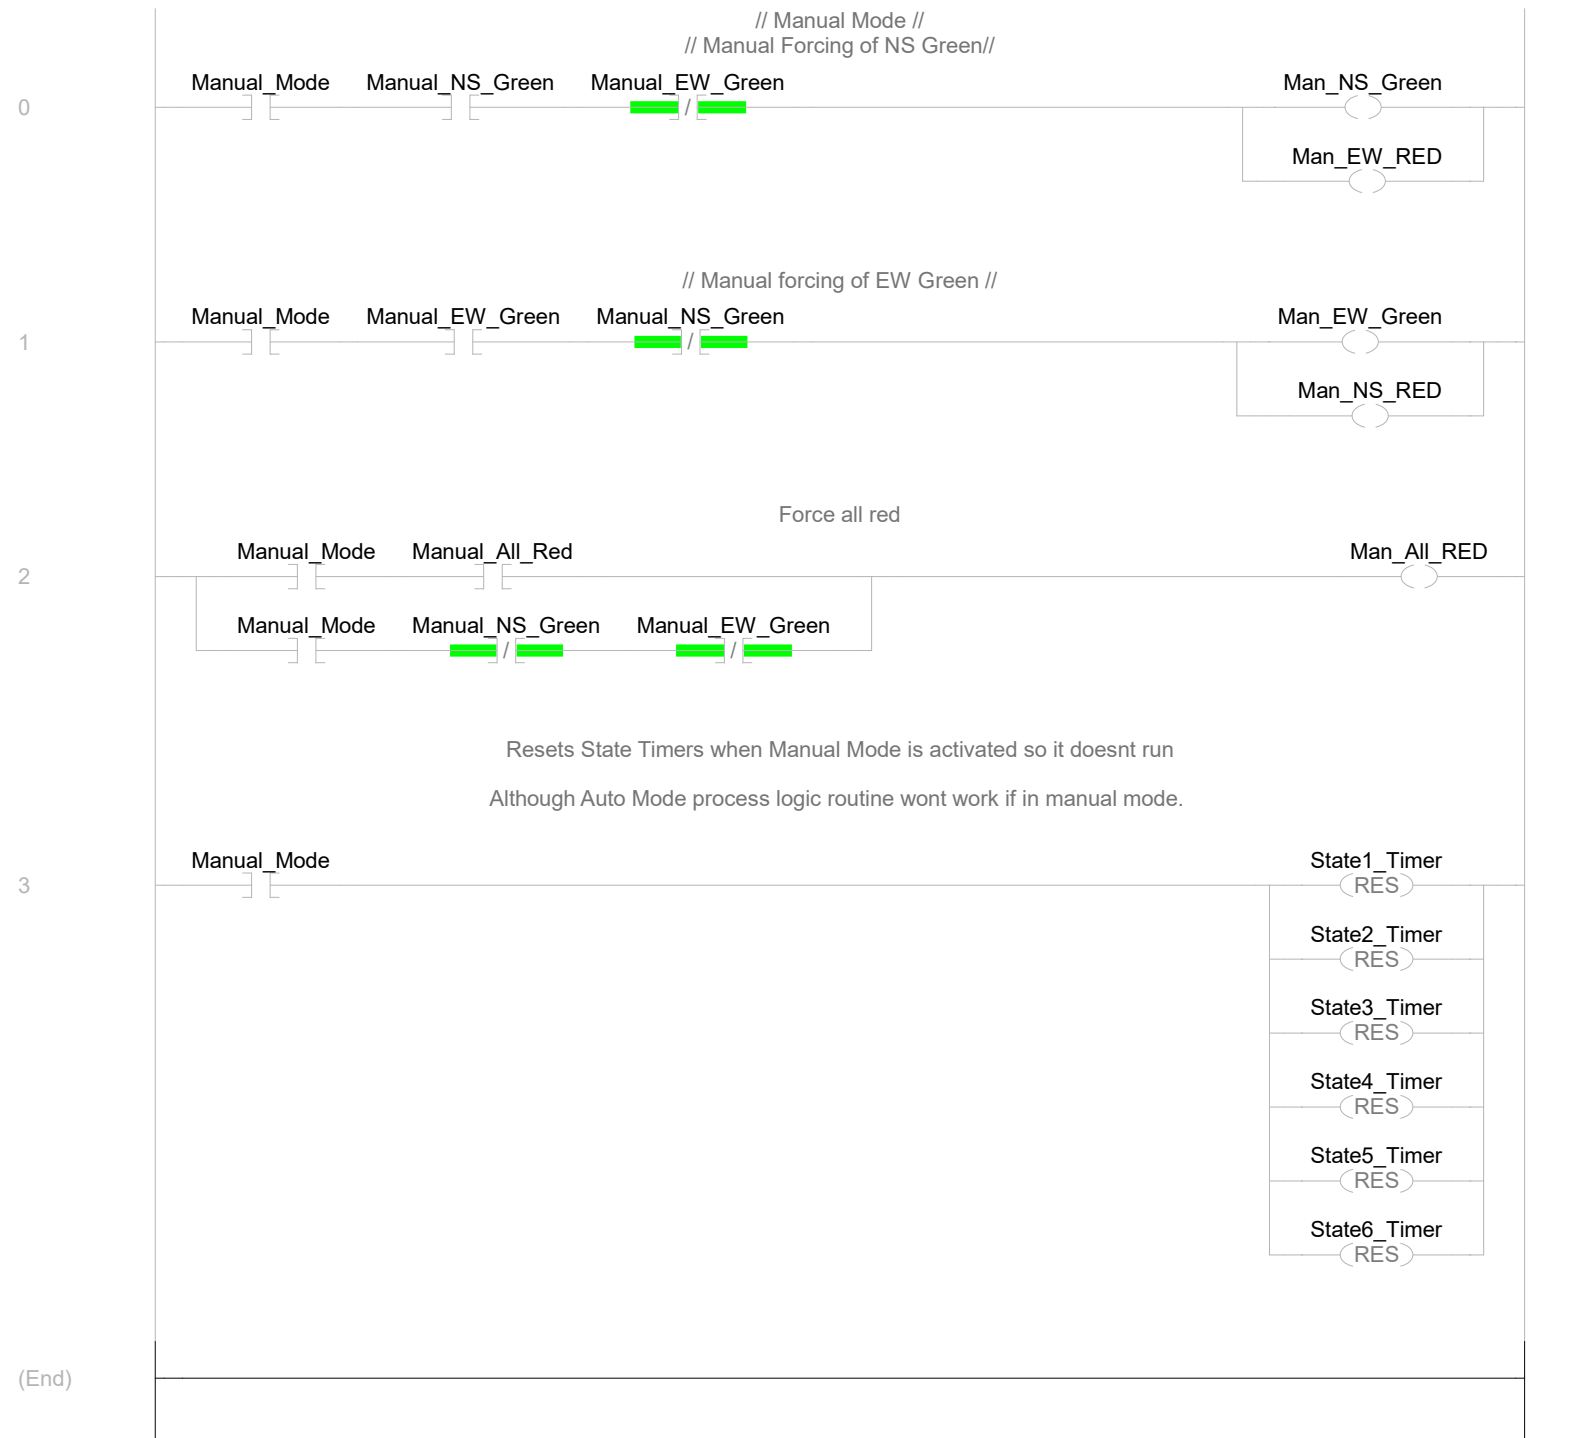 // Manual Mode //
// Manual Forcing of NS Green//
Manual_Mode Manual_NS_Green Manual_EW_Green Man_NS_Green
0 /
Man_EW_RED
// Manual forcing of EW Green //
Manual_Mode Manual_EW_Green Manual_NS_Green Man_EW_Green
1 /
Man_NS_RED
Force all red
Manual_Mode Manual_All_Red Man_All_RED
2
Manual_Mode Manual_NS_Green Manual_EW_Green
/ /
Resets State Timers when Manual Mode is activated so it doesnt run
Although Auto Mode process logic routine wont work if in manual mode.
Manual_Mode State1_Timer
3 RES
State2_Timer
RES
State3_Timer
RES
State4_Timer
RES
State5_Timer
RES
State6_Timer
RES
(End)